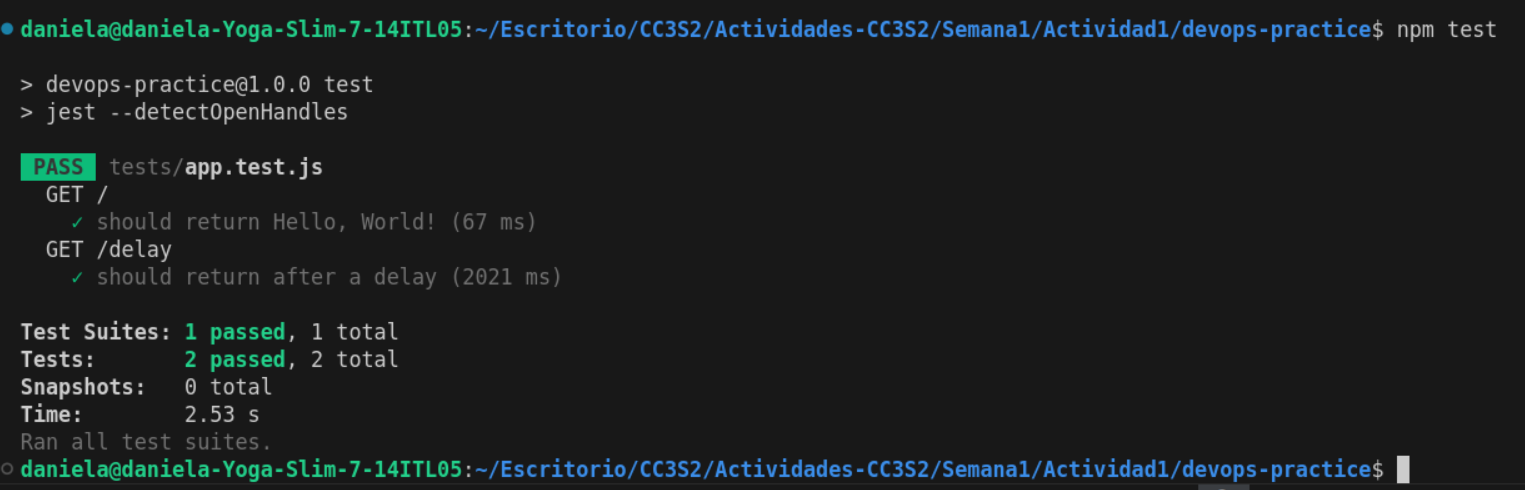 daniela@daniela-Yoga-Slim-7-14ITL05:~/Escritorio/CC3S2/Actividades-CC3S2/Semana1/Actividad1/devops-practice$ npm test
> devops-practice@1.0.0 test
> jest --detectOpenHandles
PASS tests/app.test.js
GET /
✓ should return Hello, World! (67 ms)
GET /delay
✓ should return after a delay (2021 ms)
Test Suites: 1 passed, 1 total
Tests: 2 passed, 2 total
Snapshots: 0 total
Time: 2.53 s
Ran all test suites.
daniela@daniela-Yoga-Slim-7-14ITL05:~/Escritorio/CC3S2/Actividades-CC3S2/Semana1/Actividad1/devops-practice$